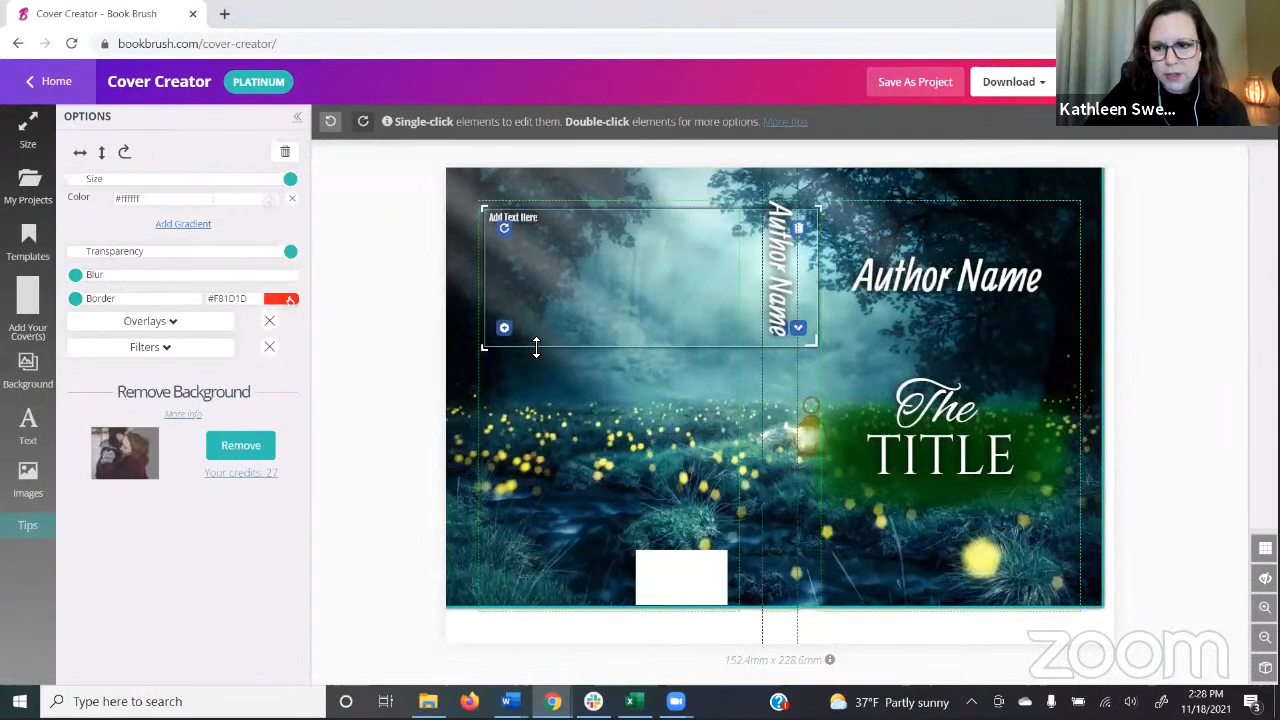 Cover Creator - Book Brush
bookbrush.com/cover-creator/
Home
Cover Creator
PLATINUM
Save As Project
Download
Kathleen Swe...
OPTIONS
Single-click elements to edit them. Double-click elements for more options. More tips
Size
My Projects
Templates
Add Your
Cover(s)
Background
Text
Images
Tips
Size
Color
#ffffff
Add Gradient
Transparency
Blur
Border
#F81D1D
Overlays
Filters
Remove Background
More info
Remove
Your credits: 27
Add Text Here
Author Name
Author Name
The
TITLE
152.4mm x 228.6mm
zoom
Type here to search
37°F Partly sunny
2:28 PM
11/18/2021
3